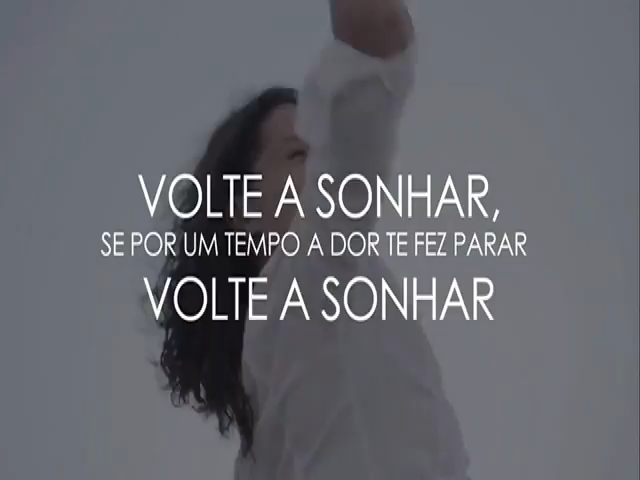 VOLTE A SONHAR,
SE POR UM TEMPO A DOR TE FEZ PARAR
VOLTE A SONHAR